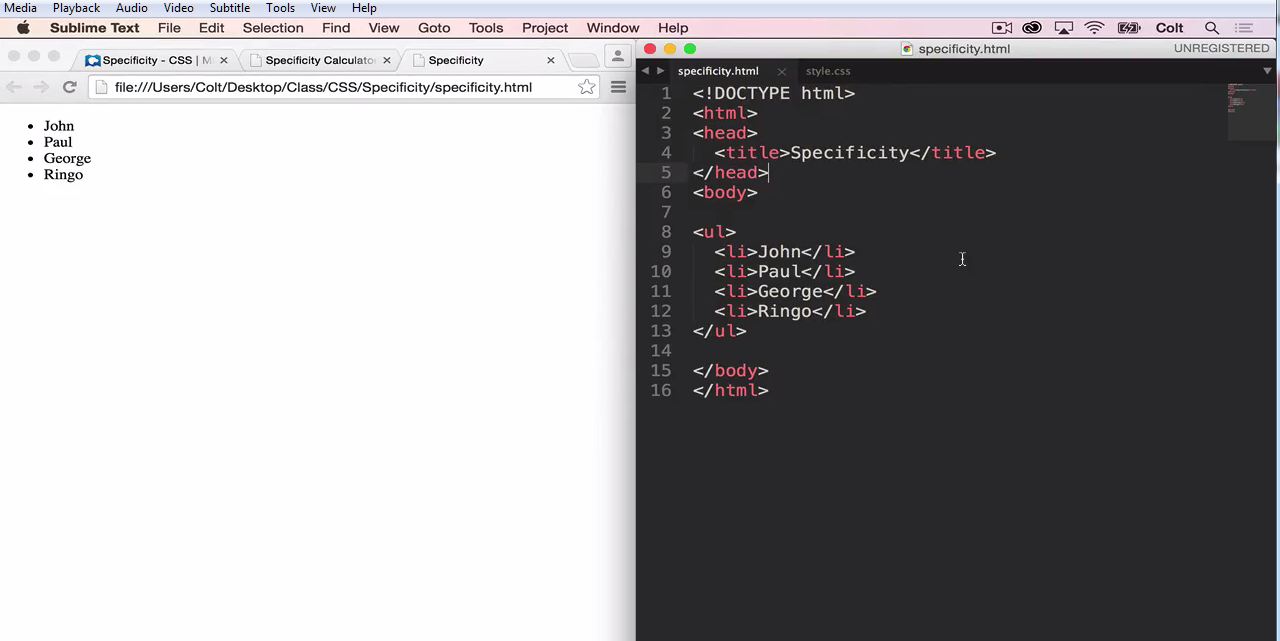 Media Playback Audio Video Subtitle Tools View Help
Sublime Text File Edit Selection Find View Goto Tools Project Window Help Colt
Specificity - CSS | M Specificity Calculato Specificity
file:///Users/Colt/Desktop/Class/CSS/Specificity/specificity.html
• John
• Paul
• George
• Ringo
specificity.html UNREGISTERED
specificity.html style.css
1 <!DOCTYPE html>
2 <html>
3 <head>
4 <title>Specificity</title>
5 </head>
6 <body>
7
8 <ul>
9 <li>John</li>
10 <li>Paul</li>
11 <li>George</li>
12 <li>Ringo</li>
13 </ul>
14
15 </body>
16 </html>